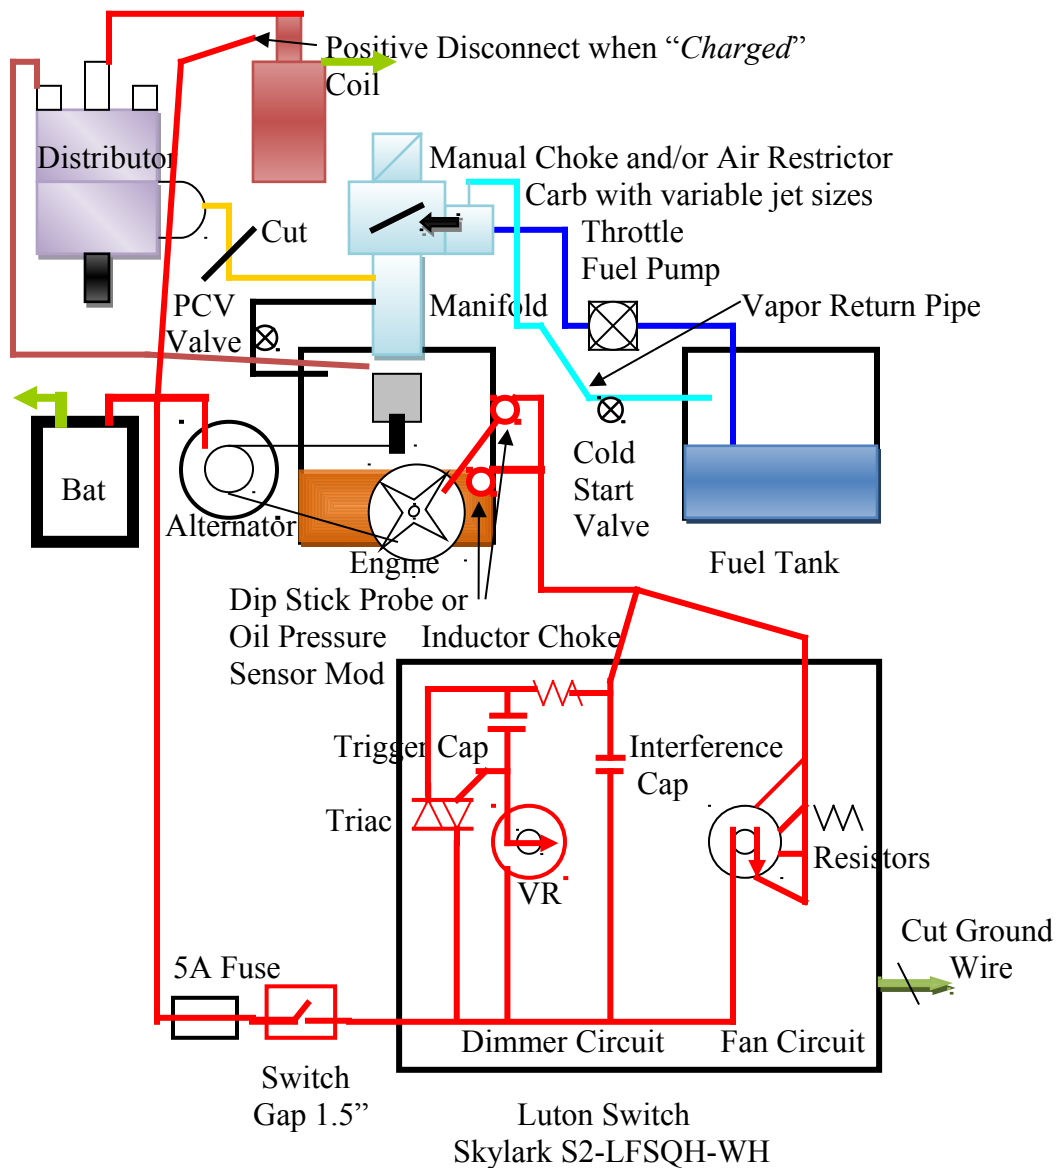 Positive Disconnect when “Charged”
Coil
Distributor
Manual Choke and/or Air Restrictor
Carb with variable jet sizes
Throttle
Fuel Pump
Cut
PCV
Valve
Manifold
Vapor Return Pipe
Bat
Alternator
Cold
Start
Valve
Engine
Fuel Tank
Dip Stick Probe or
Oil Pressure
Sensor Mod
Inductor Choke
Trigger Cap
Interference
Cap
Triac
VR
Resistors
Cut Ground
Wire
5A Fuse
Dimmer Circuit
Fan Circuit
Switch
Gap 1.5”
Luton Switch
Skylark S2-LFSQH-WH